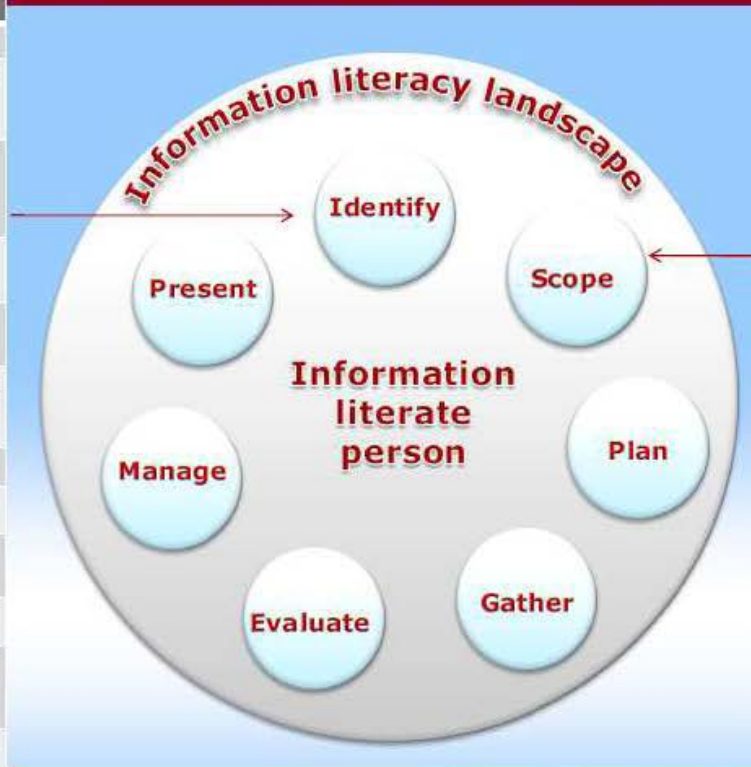 Information literacy landscape
Identify
Scope
Present
Information
literate
person
Plan
Manage
Gather
Evaluate